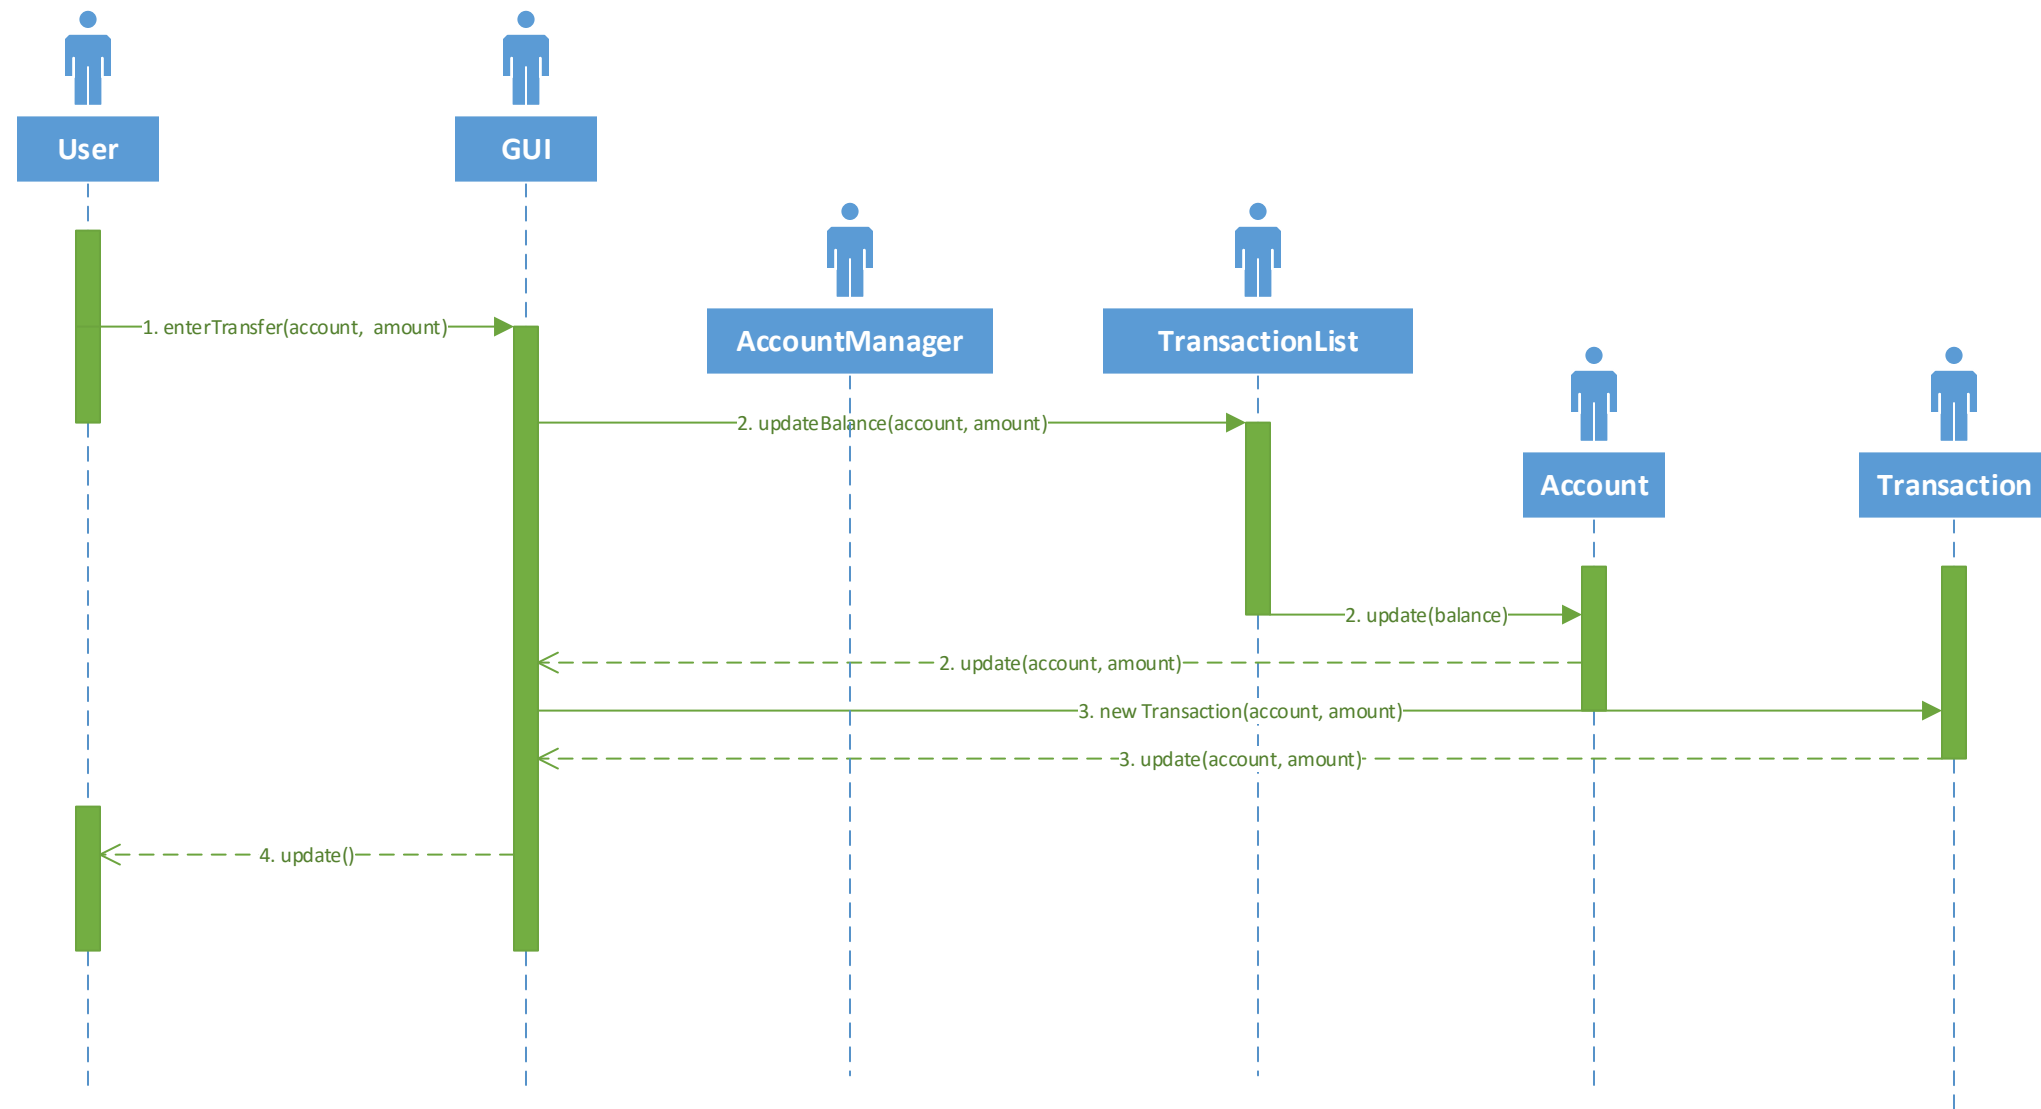 User
GUI
AccountManager
TransactionList
Account
Transaction
1. enterTransfer(account, amount)
2. updateBalance(account, amount)
2. update(balance)
2. update(account, amount)
3. new Transaction(account, amount)
3. update(account, amount)
4. update()